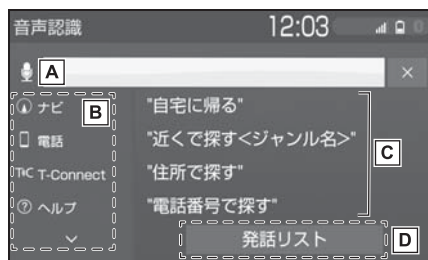 音声認識 12:03
A
×
ナビ B "自宅に帰る"
電話 "近くで探す<ジャンル名>"
C
T-Connect "住所で探す"
ヘルプ "電話番号で探す"
発話リスト D